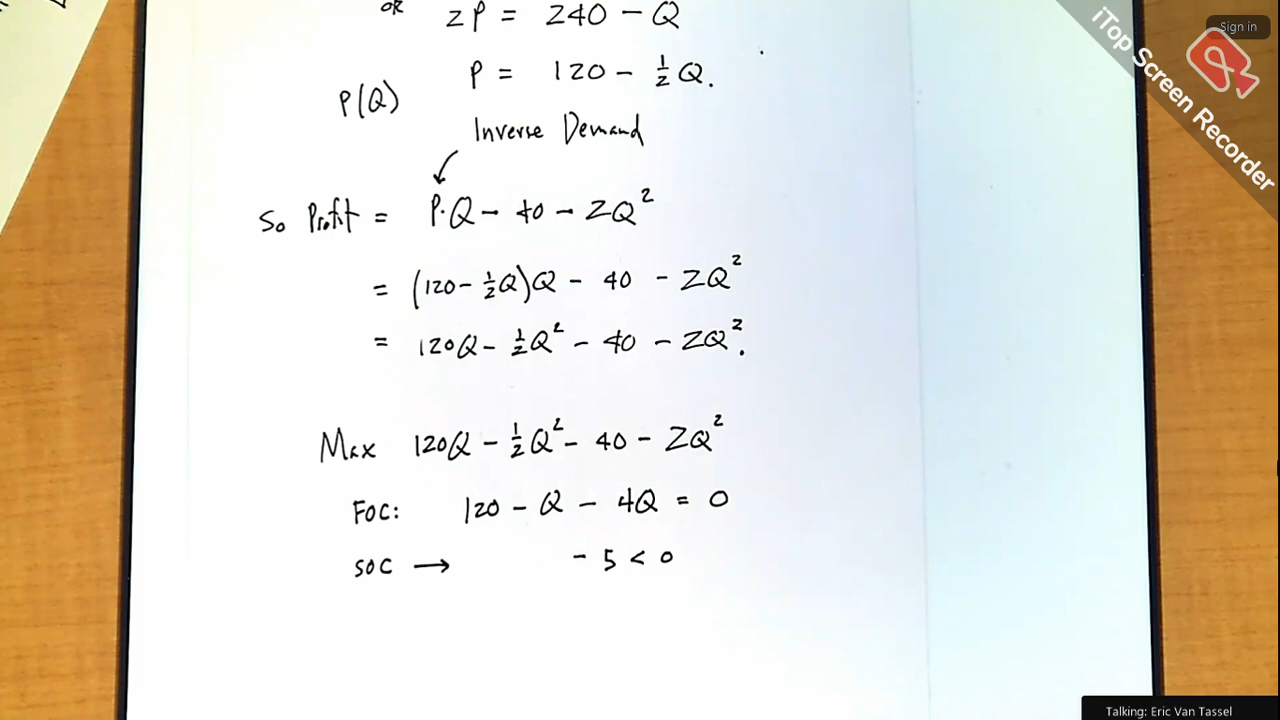 OR 2P = 240 - Q
P = 120 - ½Q.
P(Q)
Inverse Demand
So Profit = P·Q - 40 - 2Q²
= (120 - ½Q)Q - 40 - 2Q²
= 120Q - ½Q² - 40 - 2Q².
Max 120Q - ½Q² - 40 - 2Q²
FOC: 120 - Q - 4Q = 0
SOC → - 5 < 0
Sign in
iTop Screen Recorder
Talking: Eric Van Tassel